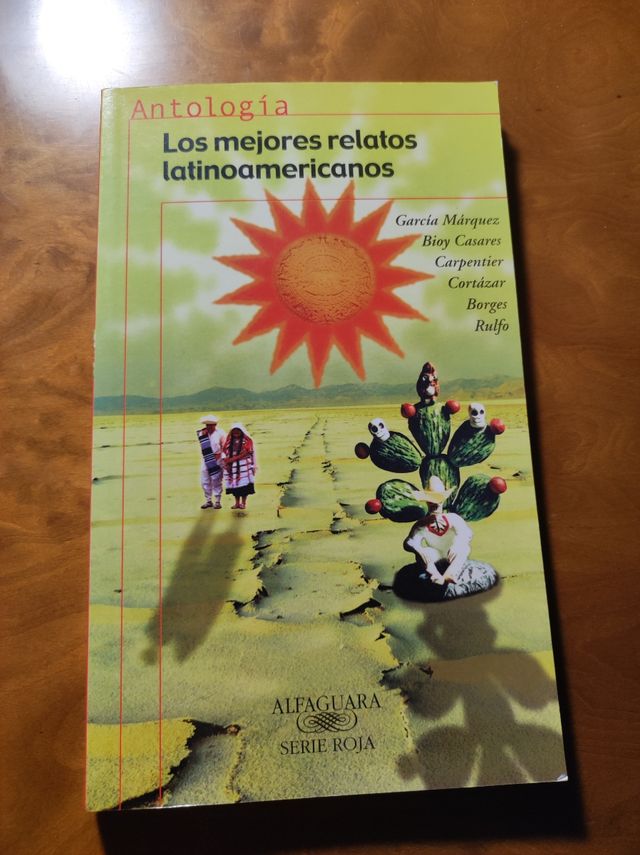 Antología
Los mejores relatos
latinoamericanos
García Márquez
Bioy Casares
Carpentier
Cortázar
Borges
Rulfo
ALFAGUARA
SERIE ROJA